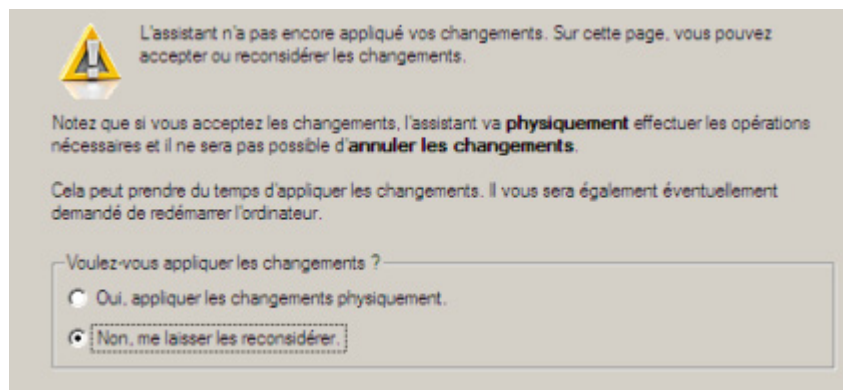 L'assistant n'a pas encore appliqué vos changements. Sur cette page, vous pouvez
accepter ou reconsidérer les changements.
Notez que si vous acceptez les changements, l'assistant va physiquement effectuer les opérations
nécessaires et il ne sera pas possible d'annuler les changements.
Cela peut prendre du temps d'appliquer les changements. Il vous sera également éventuellement
demandé de redémarrer l'ordinateur.
Voulez-vous appliquer les changements ?
Oui, appliquer les changements physiquement.
Non, me laisser les reconsidérer.